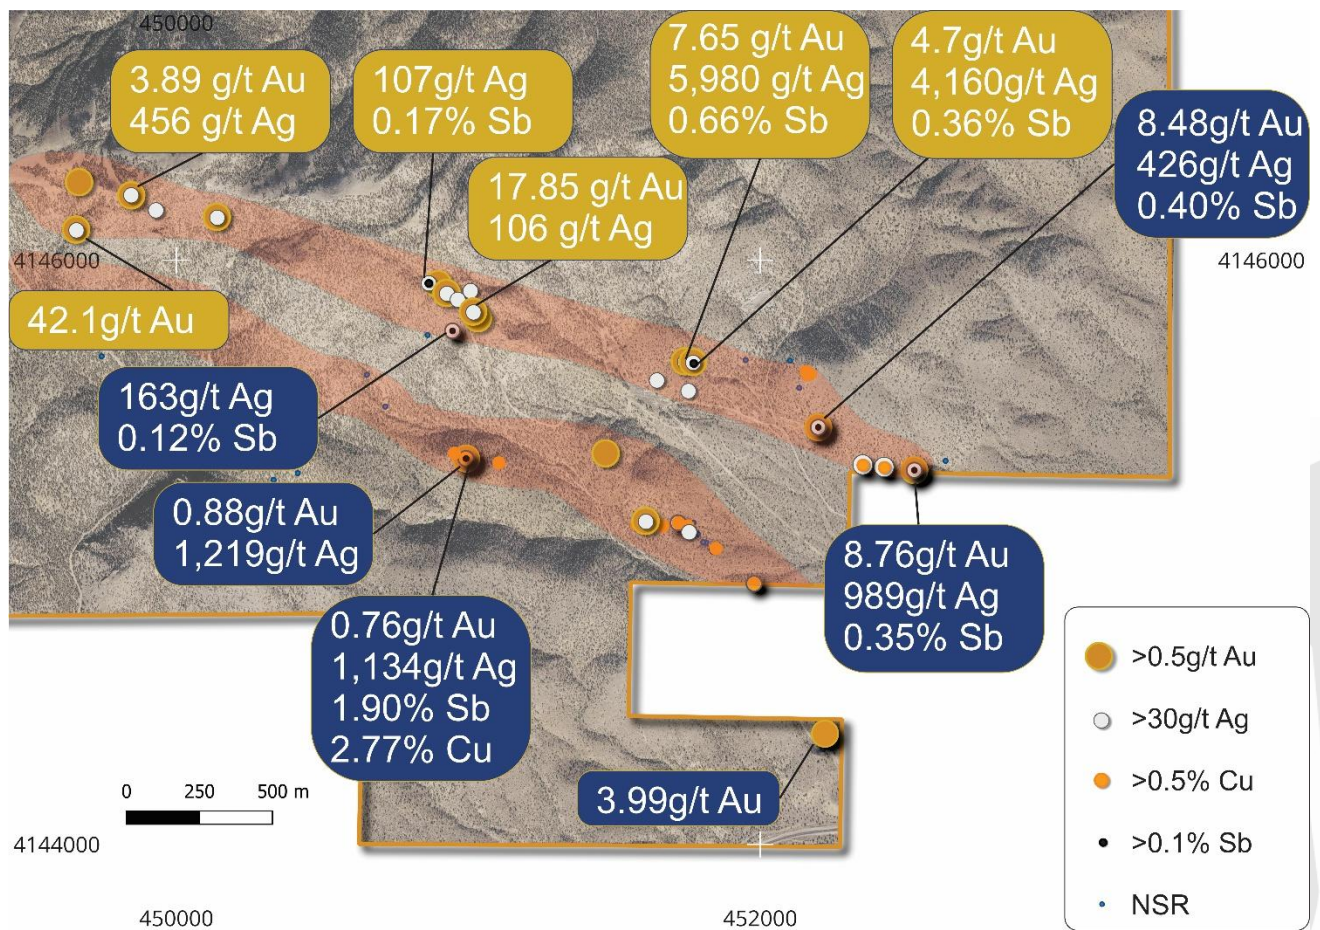 450000
3.89 g/t Au
456 g/t Ag
107g/t Ag
0.17% Sb
7.65 g/t Au
5,980 g/t Ag
0.66% Sb
4.7g/t Au
4,160g/t Ag
0.36% Sb
8.48g/t Au
426g/t Ag
0.40% Sb
17.85 g/t Au
106 g/t Ag
4146000
4146000
42.1g/t Au
163g/t Ag
0.12% Sb
0.88g/t Au
1,219g/t Ag
0.76g/t Au
1,134g/t Ag
1.90% Sb
2.77% Cu
8.76g/t Au
989g/t Ag
0.35% Sb
3.99g/t Au
>0.5g/t Au
>30g/t Ag
>0.5% Cu
>0.1% Sb
NSR
0 250 500 m
4144000
450000
452000